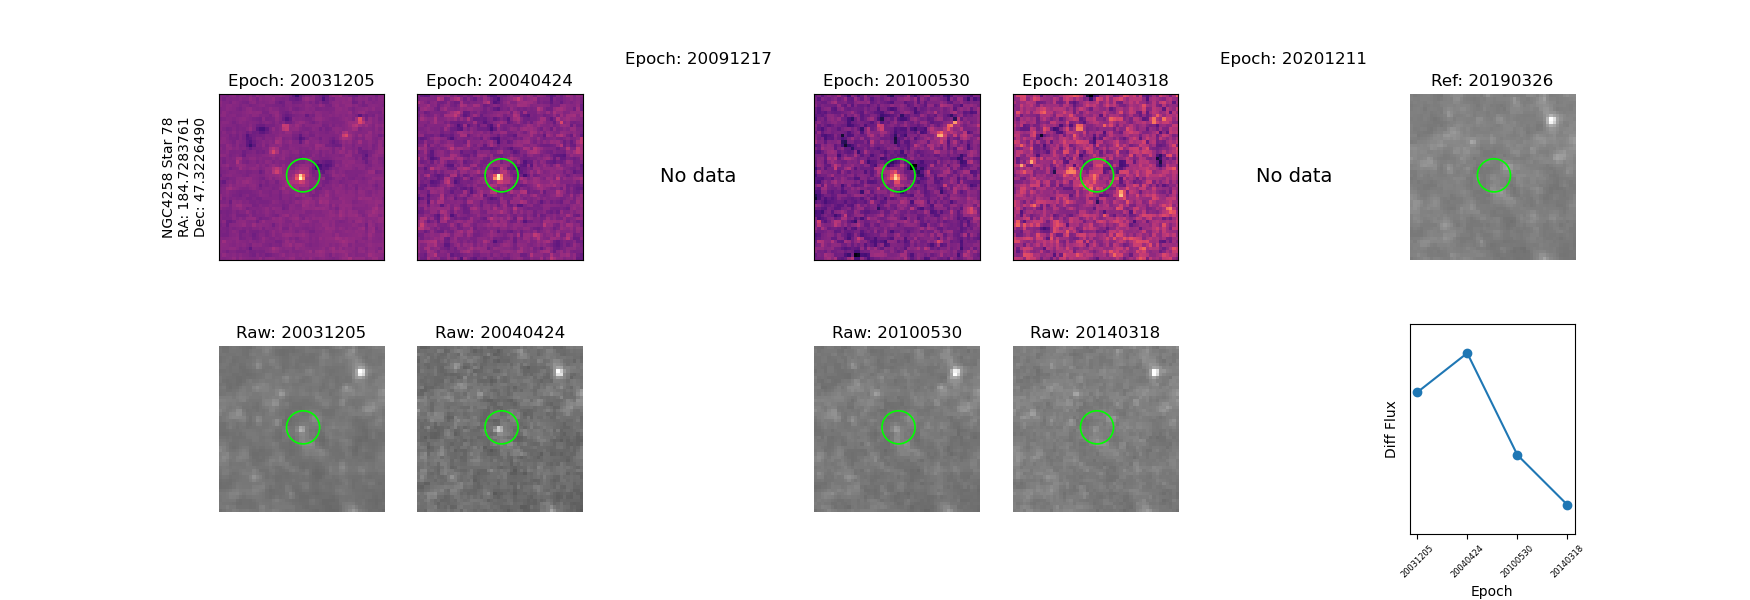 Epoch: 20091217
Epoch: 20201211
Epoch: 20031205
Epoch: 20040424
Epoch: 20100530
Epoch: 20140318
Ref: 20190326
NGC4258 Star 78
RA: 184.7283761
Dec: 47.3226490
No data
No data
Raw: 20031205
Raw: 20040424
Raw: 20100530
Raw: 20140318
Diff Flux
20031205
20040424
20100530
20140318
Epoch